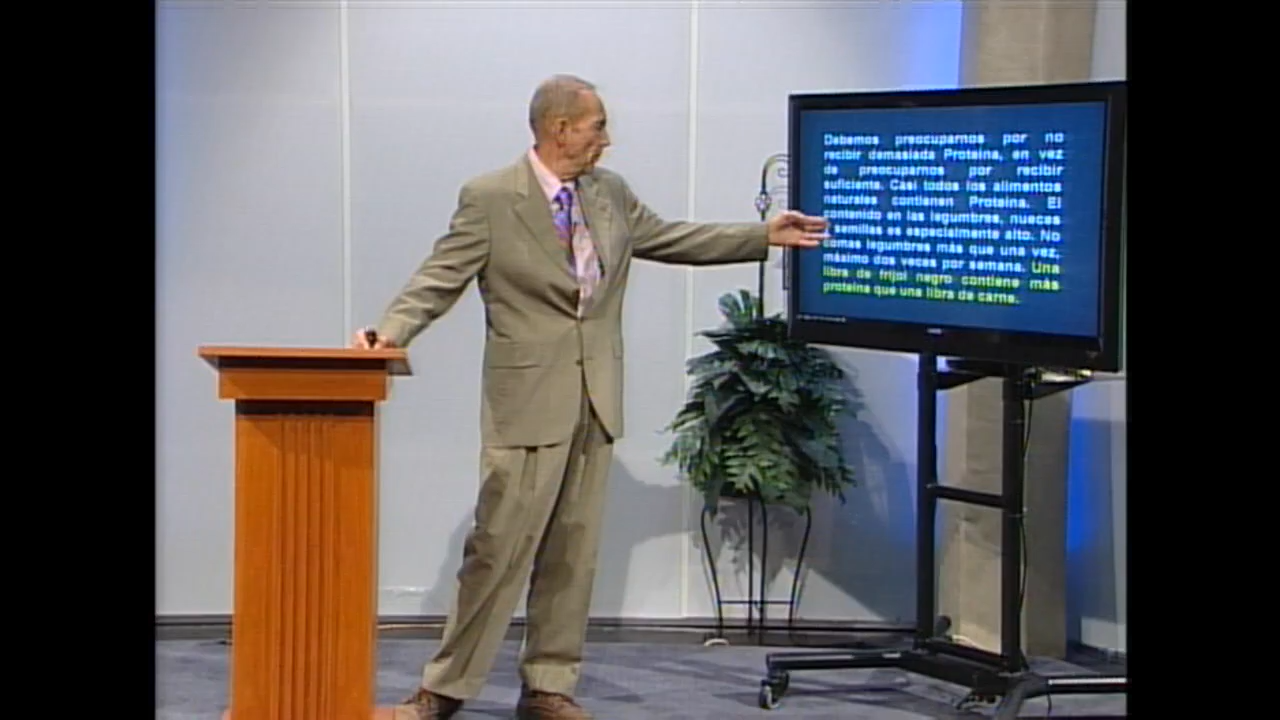 Debemos preocuparnos por no
recibir demasiada Proteína, en vez
de preocuparnos por recibir
suficiente. Casi todos los alimentos
naturales contienen Proteína. El
contenido en las legumbres, nueces
semillas es especialmente alto. No
comas legumbres más que una vez,
máximo dos veces por semana. Una
libra de frijol negro contiene más
proteína que una libra de carne.